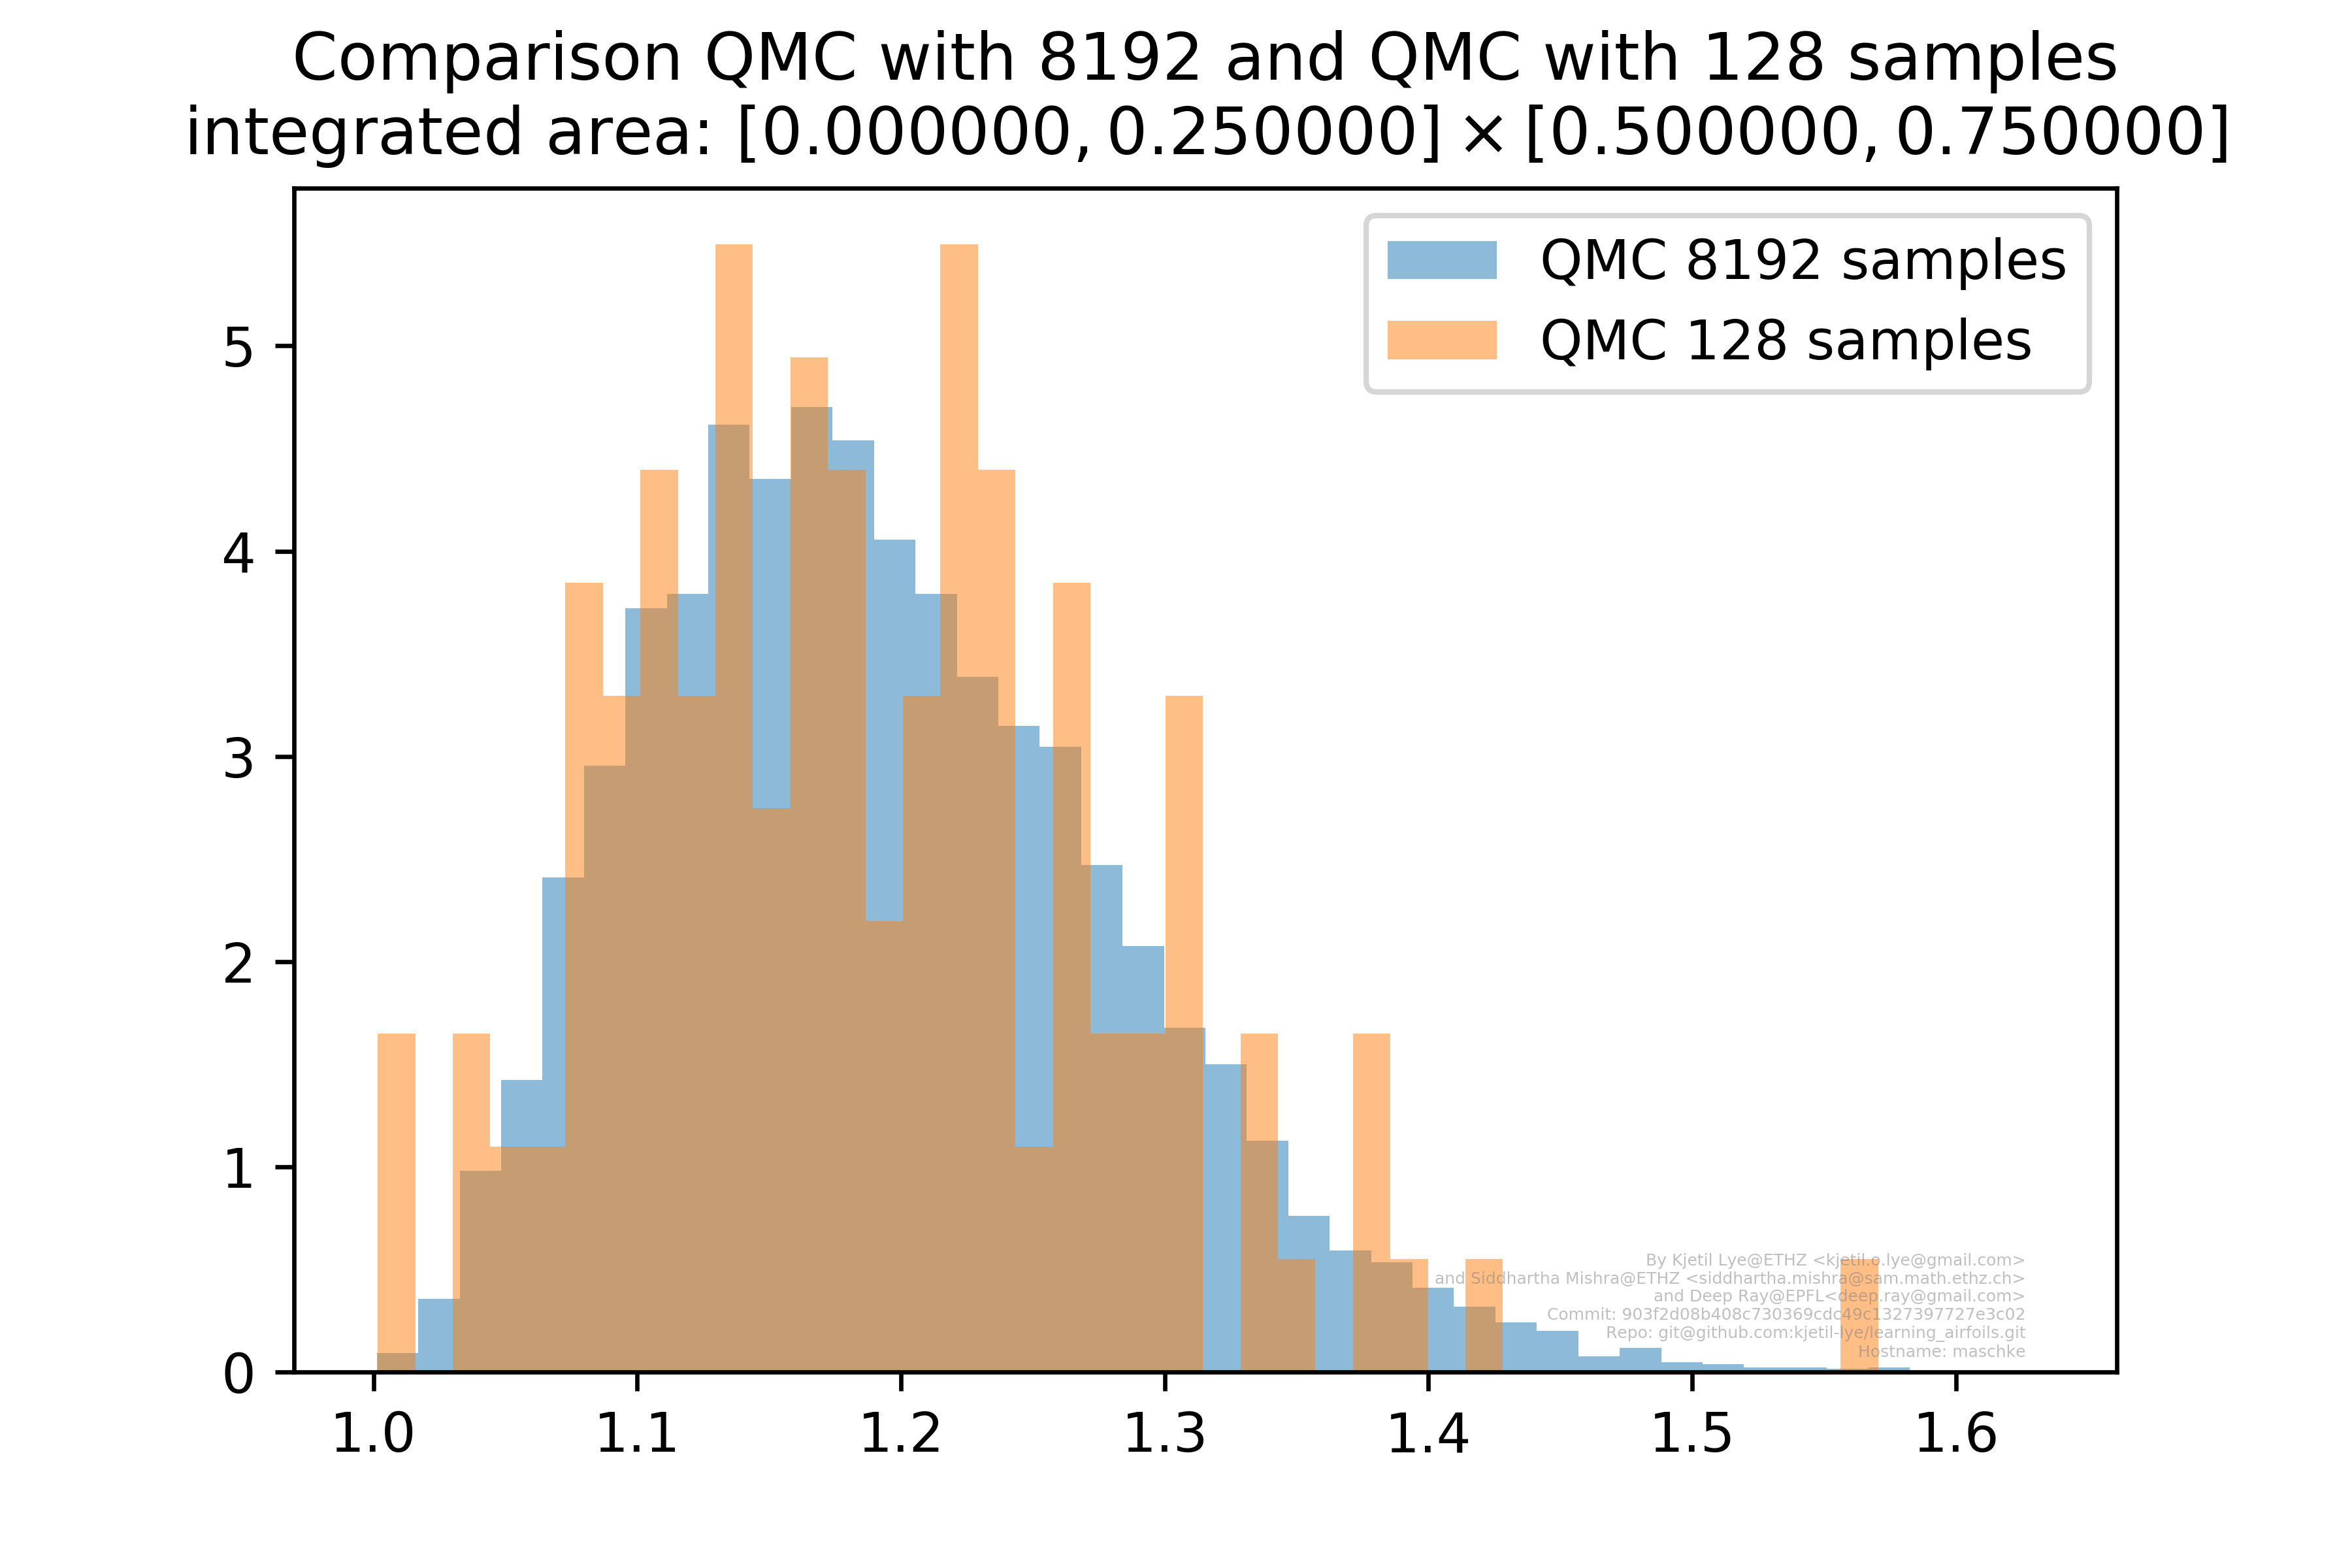 Comparison QMC with 8192 and QMC with 128 samples
integrated area: [0.000000, 0.250000] × [0.500000, 0.750000]
QMC 8192 samples
QMC 128 samples
5
4
3
2
1
0
By Kjetil Lye@ETHZ <kjetil.o.lye@gmail.com>
and Siddhartha Mishra@ETHZ <siddhartha.mishra@sam.math.ethz.ch>
and Deep Ray@EPFL<deep.ray@gmail.com>
Commit: 903f2d08b408c730369cdc49c1327397727e3c02
Repo: git@github.com:kjetil-lye/learning_airfoils.git
Hostname: maschke
1.0 1.1 1.2 1.3 1.4 1.5 1.6